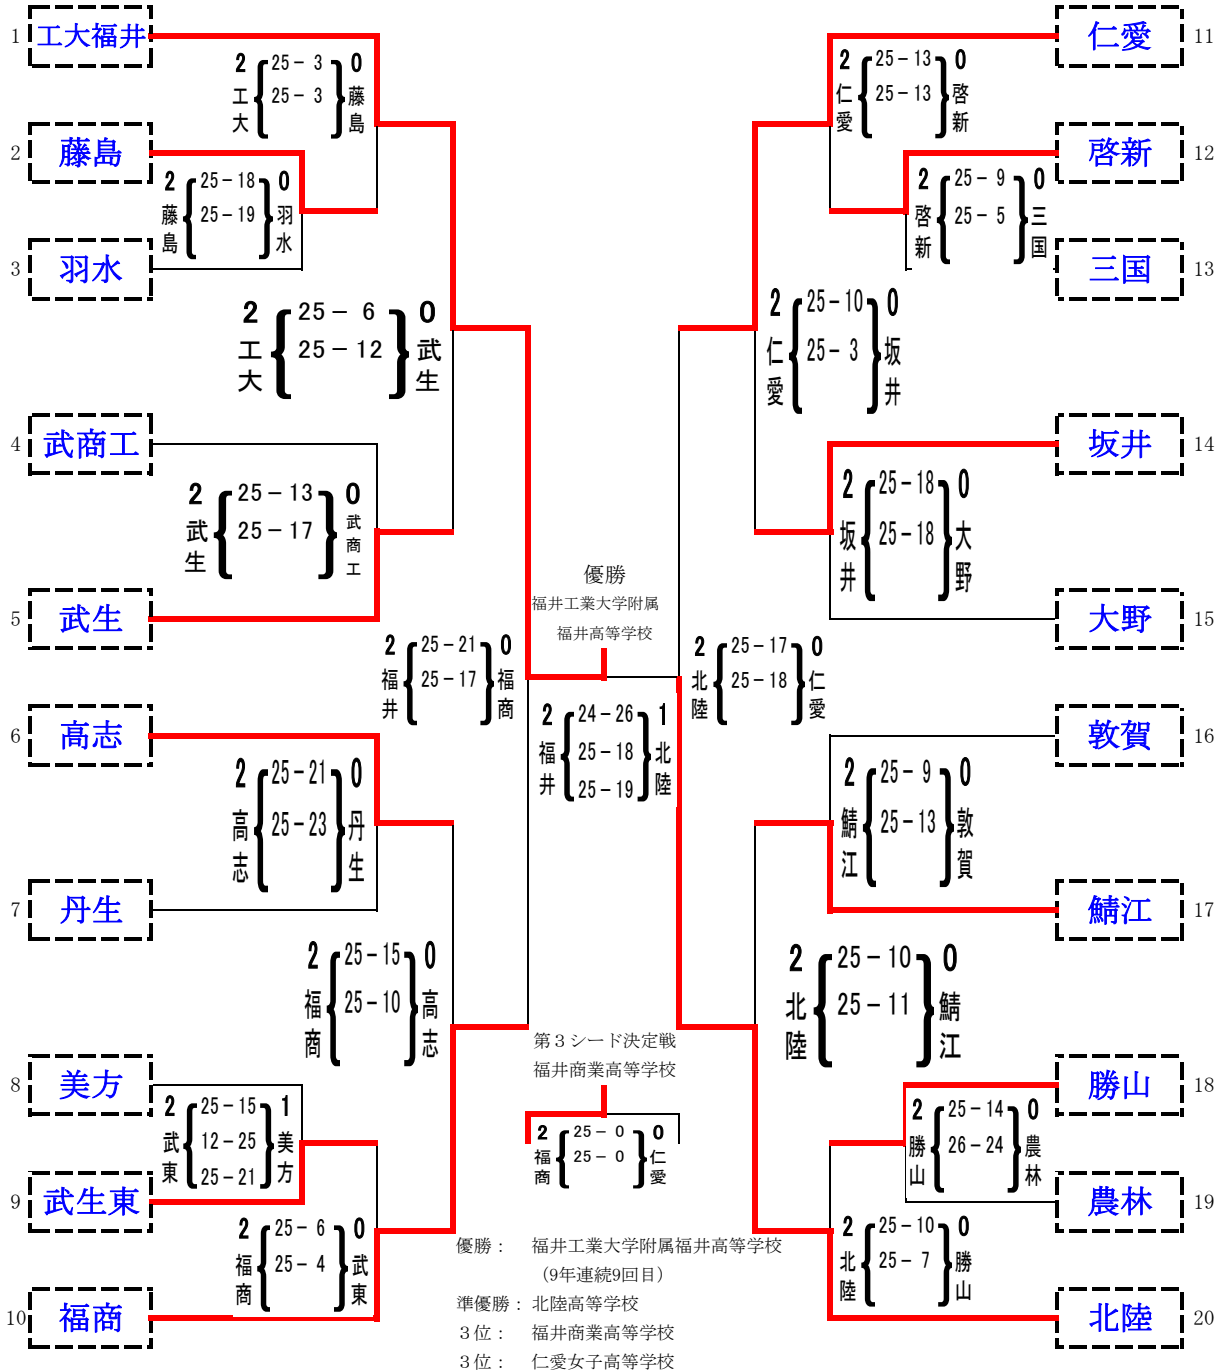 1 工大福井
2 藤島
3 羽水
4 武商工
5 武生
6 高志
7 丹生
8 美方
9 武生東
10 福商
仁愛 11
啓新 12
三国 13
坂井 14
大野 15
敦賀 16
鯖江 17
勝山 18
農林 19
北陸 20
2 25－ 3 0
工大 25－ 3 藤島
2 25－18 0
藤島 25－19 羽水
2 25－ 6 0
工大 25－12 武生
2 25－13 0
武生 25－17 武商工
2 25－21 0
福井 25－17 福商
2 25－21 0
高志 25－23 丹生
2 25－15 0
福商 25－10 高志
2 25－15 1
武東 12－25 美方
25－21
2 25－ 6 0
福商 25－ 4 武東
2 25－13 0
仁愛 25－13 啓新
2 25－ 9 0
啓新 25－ 5 三国
2 25－10 0
仁愛 25－ 3 坂井
2 25－18 0
坂井 25－18 大野
2 25－17 0
北陸 25－18 仁愛
2 25－ 9 0
鯖江 25－13 敦賀
2 25－10 0
北陸 25－11 鯖江
2 25－14 0
勝山 26－24 農林
2 25－10 0
北陸 25－ 7 勝山
優勝
福井工業大学附属
福井高等学校
2 24－26 1
福井 25－18 北陸
25－19
第３シード決定戦
福井商業高等学校
2 25－ 0 0
福商 25－ 0 仁愛
優勝： 福井工業大学附属福井高等学校
（9年連続9回目）
準優勝： 北陸高等学校
３位： 福井商業高等学校
３位： 仁愛女子高等学校